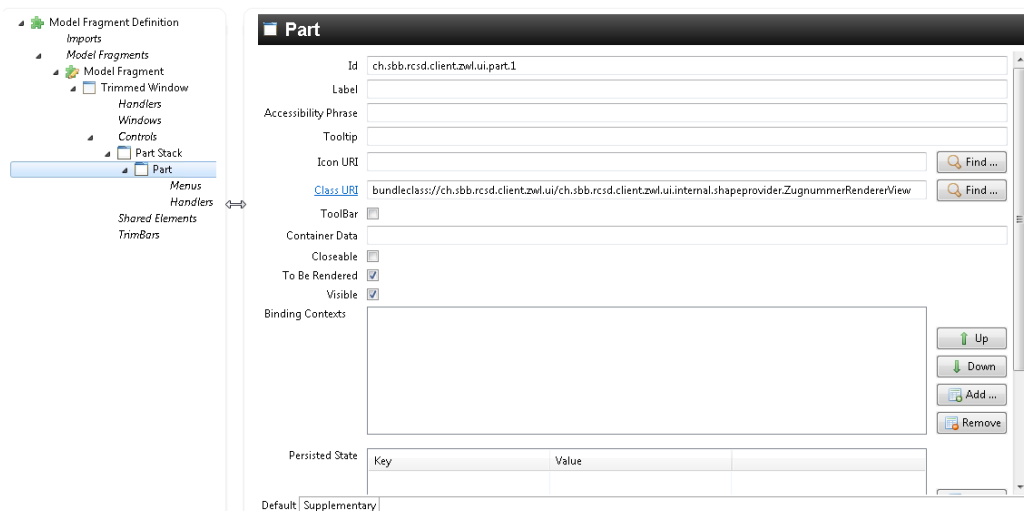 Model Fragment Definition
Imports
Model Fragments
Model Fragment
Trimmed Window
Handlers
Windows
Controls
Part Stack
Part
Menus
Handlers
Shared Elements
TrimBars
Part
Id ch.sbb.rcsd.client.zwl.ui.part.1
Label
Accessibility Phrase
Tooltip
Icon URI Find ...
Class URI bundleclass://ch.sbb.rcsd.client.zwl.ui/ch.sbb.rcsd.client.zwl.ui.internal.shapeprovider.ZugnummerRendererView Find ...
ToolBar
Container Data
Closeable
To Be Rendered
Visible
Binding Contexts
Up
Down
Add ...
Remove
Persisted State Key Value
Default Supplementary